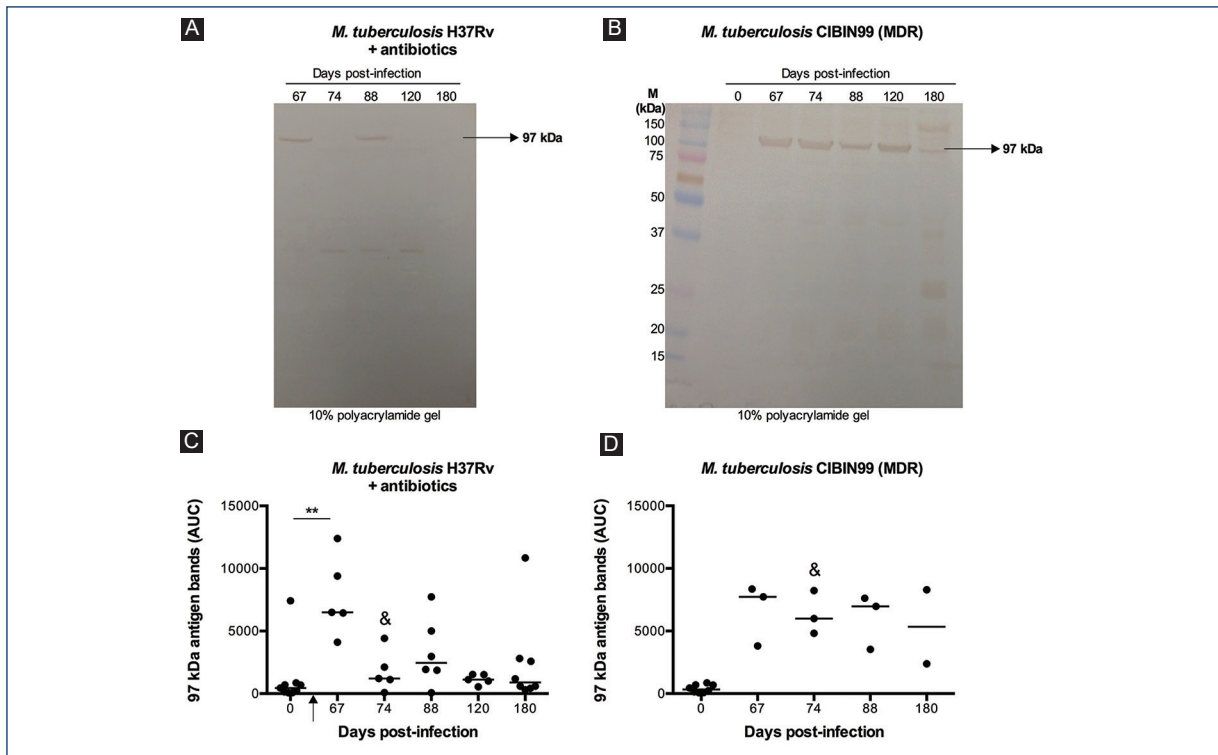 A
M. tuberculosis H37Rv
+ antibiotics
Days post-infection
67 74 88 120 180
97 kDa
10% polyacrylamide gel
B
M. tuberculosis CIBIN99 (MDR)
Days post-infection
M
(kDa)
0 67 74 88 120 180
150
100
75
50
37
25
20
15
97 kDa
10% polyacrylamide gel
C
M. tuberculosis H37Rv
+ antibiotics
97 kDa antigen bands (AUC)
15000
10000
5000
0
**
&
0 67 74 88 120 180
Days post-infection
D
M. tuberculosis CIBIN99 (MDR)
97 kDa antigen bands (AUC)
15000
10000
5000
0
&
0 67 74 88 180
Days post-infection